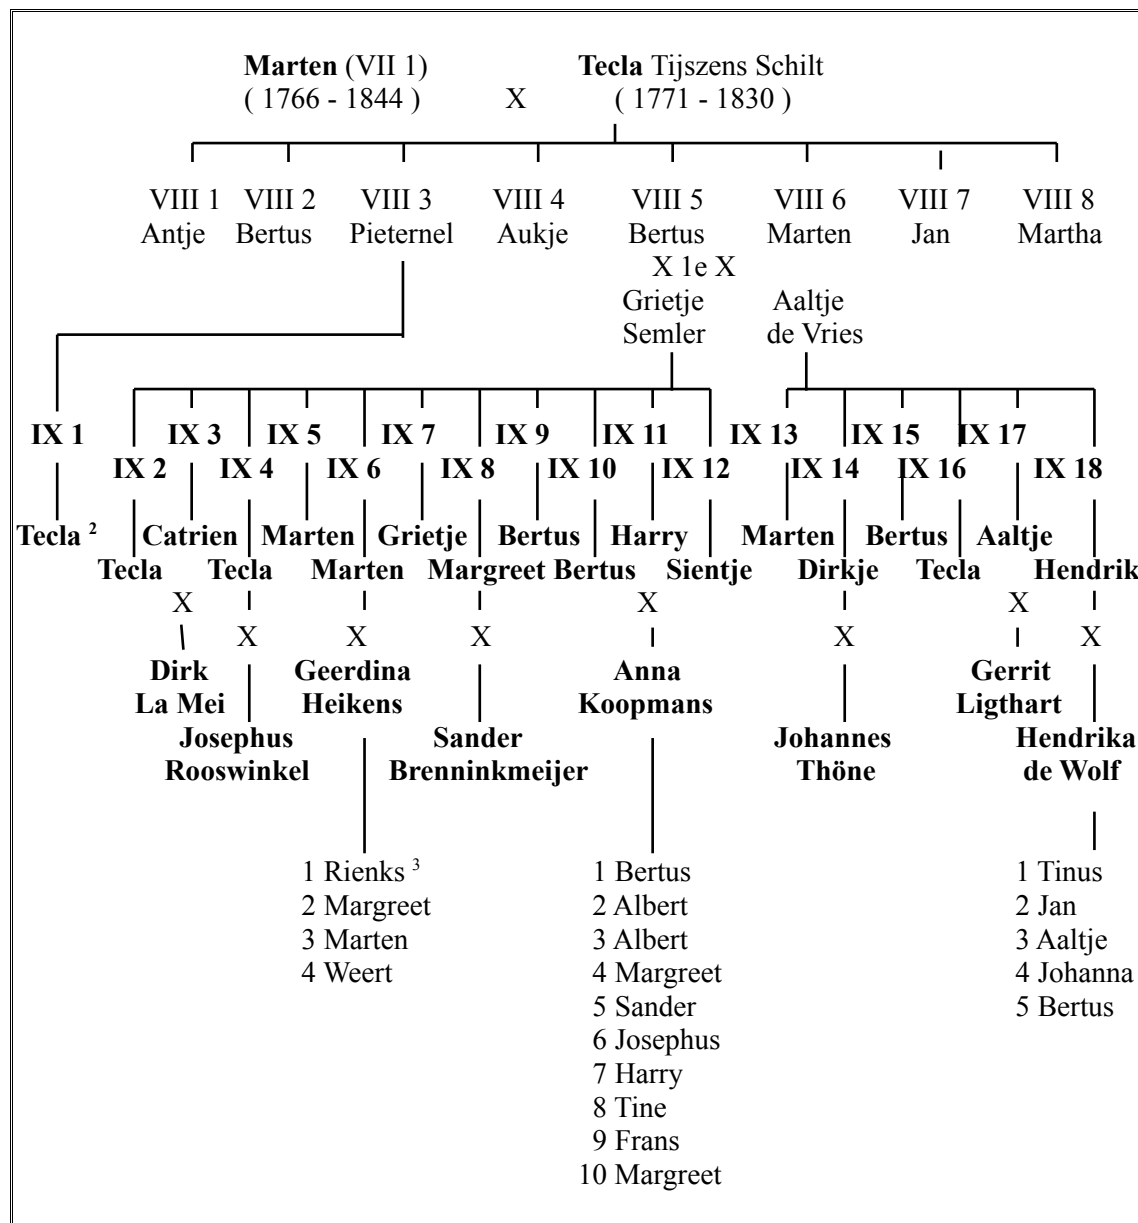 Marten (VII 1) Tecla Tijszens Schilt
( 1766 - 1844 ) X ( 1771 - 1830 )
VIII 1 VIII 2 VIII 3 VIII 4 VIII 5 VIII 6 VIII 7 VIII 8
Antje Bertus Pieternel Aukje Bertus Marten Jan Martha
X 1e X
Grietje Aaltje
Semler de Vries
IX 1 IX 3 IX 5 IX 7 IX 9 IX 11 IX 13 IX 15 IX 17
IX 2 IX 4 IX 6 IX 8 IX 10 IX 12 IX 14 IX 16 IX 18
Tecla 2 Catrien Marten Grietje Bertus Harry Marten Bertus Aaltje
Tecla Tecla Marten Margreet Bertus Sientje Dirkje Tecla Hendrik
X X X
X X X X X
Dirk Geerdina Anna Gerrit
La Mei Heikens Koopmans Ligthart
Josephus Sander Johannes Hendrika
Rooswinkel Brenninkmeijer Thöne de Wolf
1 Rienks 3 1 Bertus 1 Tinus
2 Margreet 2 Albert 2 Jan
3 Marten 3 Albert 3 Aaltje
4 Weert 4 Margreet 4 Johanna
5 Sander 5 Bertus
6 Josephus
7 Harry
8 Tine
9 Frans
10 Margreet